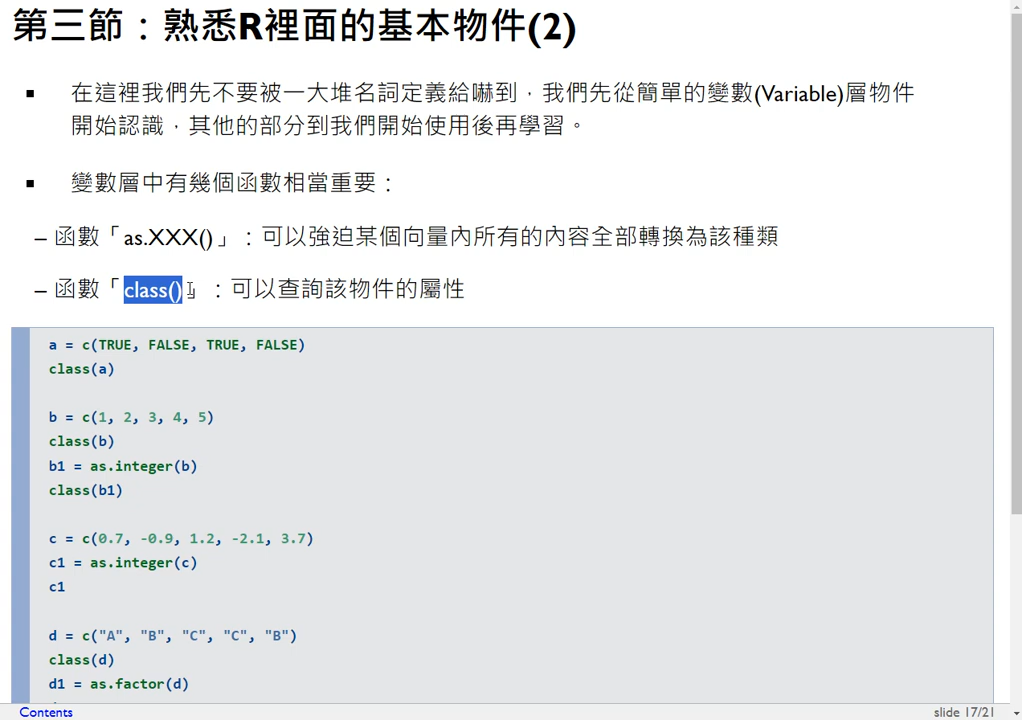 第三節：熟悉R裡面的基本物件(2)
▪ 在這裡我們先不要被一大堆名詞定義給嚇到，我們先從簡單的變數(Variable)層物件
開始認識，其他的部分到我們開始使用後再學習。
▪ 變數層中有幾個函數相當重要：
– 函數「as.XXX()」：可以強迫某個向量內所有的內容全部轉換為該種類
– 函數「class()」：可以查詢該物件的屬性
a = c(TRUE, FALSE, TRUE, FALSE)
class(a)
b = c(1, 2, 3, 4, 5)
class(b)
b1 = as.integer(b)
class(b1)
c = c(0.7, -0.9, 1.2, -2.1, 3.7)
c1 = as.integer(c)
c1
d = c("A", "B", "C", "C", "B")
class(d)
d1 = as.factor(d)
Contents
slide 17/21